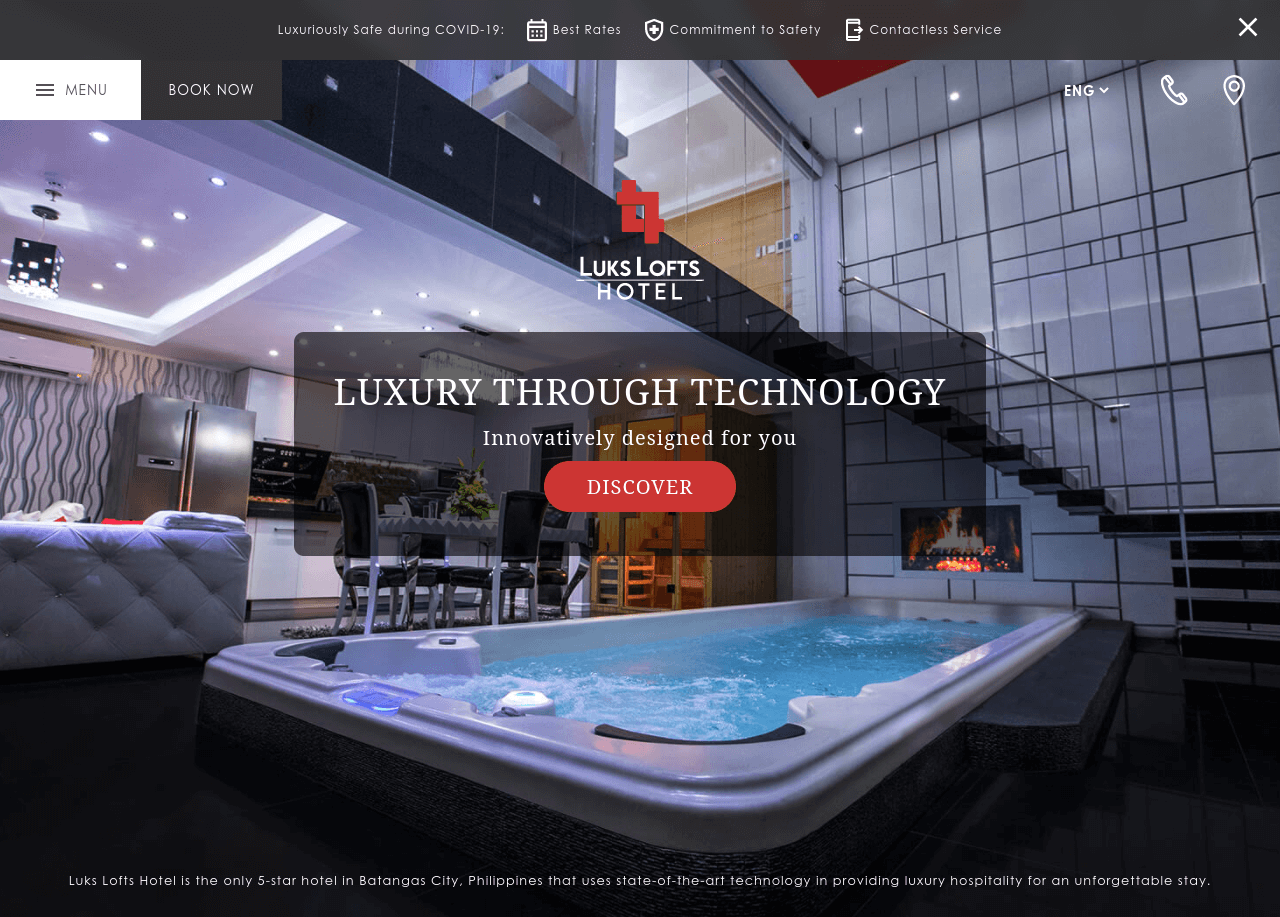 Luxuriously Safe during COVID-19: Best Rates Commitment to Safety Contactless Service
MENU BOOK NOW ENG
LUKS LOFTS
HOTEL
LUXURY THROUGH TECHNOLOGY
Innovatively designed for you
DISCOVER
Luks Lofts Hotel is the only 5-star hotel in Batangas City, Philippines that uses state-of-the-art technology in providing luxury hospitality for an unforgettable stay.